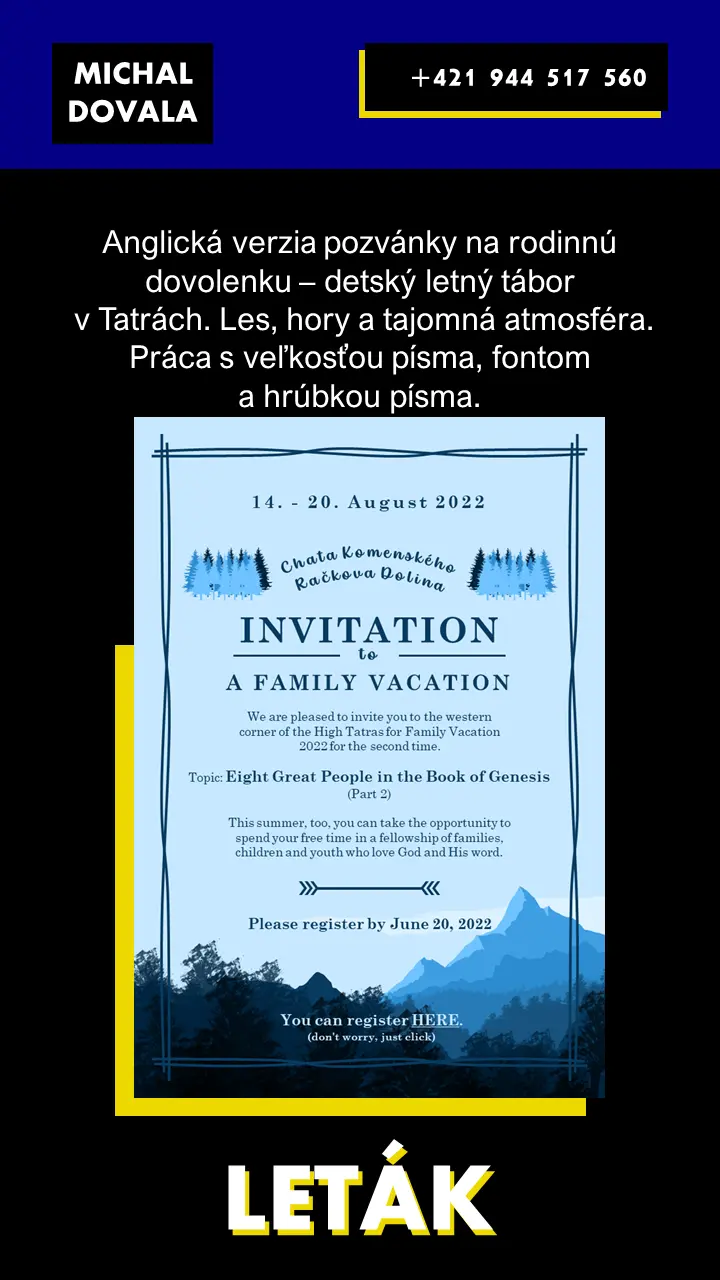 MICHAL
DOVALA
+421 944 517 560
Anglická verzia pozvánky na rodinnú
dovolenku – detský letný tábor
v Tatrách. Les, hory a tajomná atmosféra.
Práca s veľkosťou písma, fontom
a hrúbkou písma.
14. - 20. August 2022
Chata Komenského
Račkova Dolina
INVITATION
to
A FAMILY VACATION
We are pleased to invite you to the western
corner of the High Tatras for Family Vacation
2022 for the second time.
Topic: Eight Great People in the Book of Genesis
(Part 2)
This summer, too, you can take the opportunity to
spend your free time in a fellowship of families,
children and youth who love God and His word.
Please register by June 20, 2022
You can register HERE.
(don't worry, just click)
LETÁK